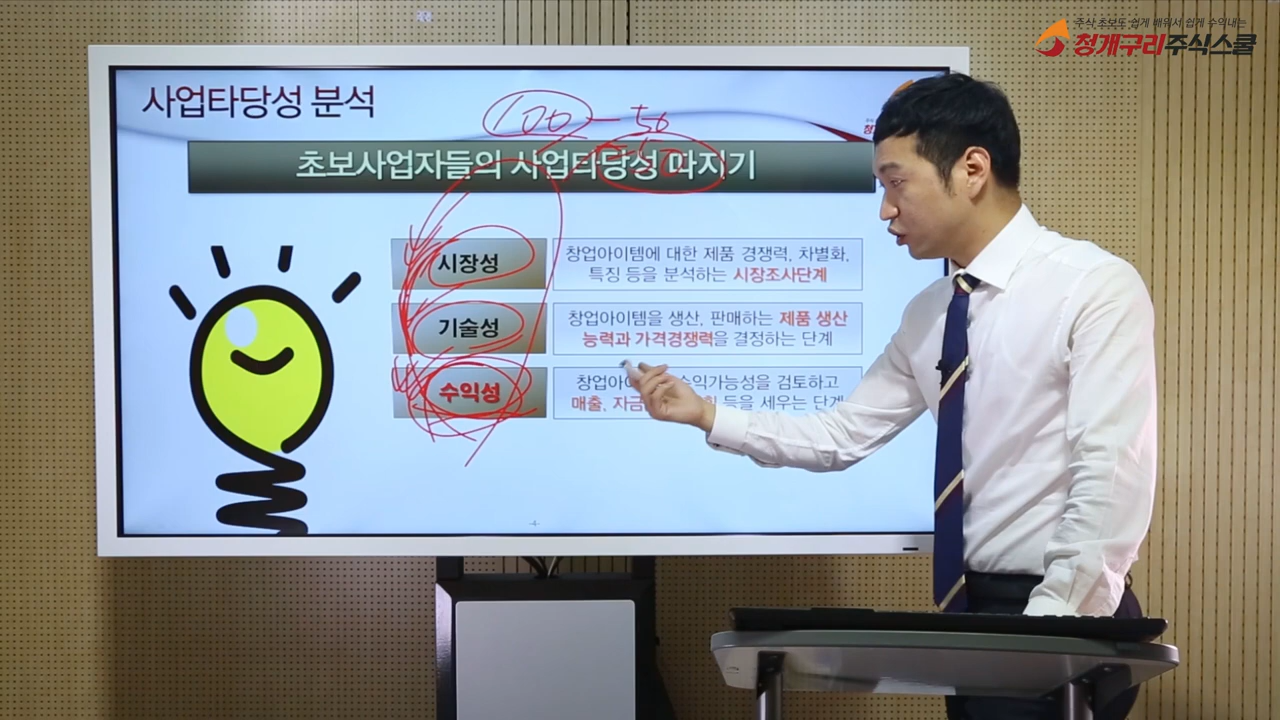 주식 초보도 쉽게 배워서 쉽게 수익내는
청개구리주식스쿨
사업타당성 분석
100 - 50
초보사업자들의 사업타당성 따지기
시장성
창업아이템에 대한 제품 경쟁력, 차별화,
특징 등을 분석하는 시장조사단계
기술성
창업아이템을 생산, 판매하는 제품 생산
능력과 가격경쟁력을 결정하는 단계
수익성
수익가능성을 검토하고
매출, 등을 세우는 단계
-4-